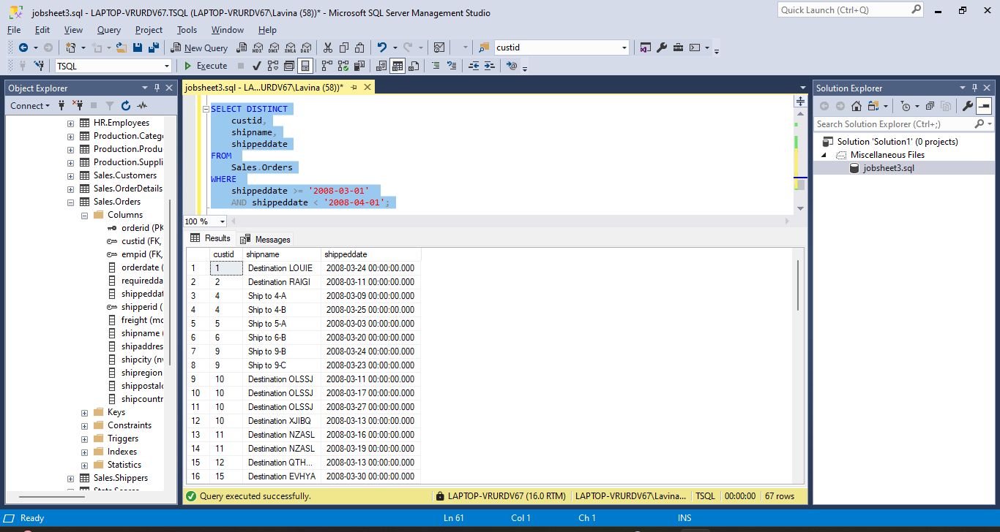 jobsheet3.sql - LAPTOP-VRURDV67.TSQL (LAPTOP-VRURDV67\Lavina (58))* - Microsoft SQL Server Management Studio
Quick Launch (Ctrl+Q)
File Edit View Query Project Tools Window Help
New Query MDX DMX XMLA DAX custid
TSQL Execute
Object Explorer
Connect
HR.Employees
Production.Catego
Production.Produ
Production.Suppli
Sales.Customers
Sales.OrderDetails
Sales.Orders
Columns
orderid (PK
custid (FK,
empid (FK,
orderdate (
requiredda
shippeddat
shipperid (
freight (mo
shipname (
shipaddres
shipcity (nv
shipregion
shippostalc
shipcountr
Keys
Constraints
Triggers
Indexes
Statistics
Sales.Shippers
jobsheet3.sql - LA...URDV67\Lavina (58))*
SELECT DISTINCT
custid,
shipname,
shippeddate
FROM
Sales.Orders
WHERE
shippeddate >= '2008-03-01'
AND shippeddate < '2008-04-01';
100 %
Results Messages
custid shipname shippeddate
1 1 Destination LOUIE 2008-03-24 00:00:00.000
2 2 Destination RAIGI 2008-03-11 00:00:00.000
3 4 Ship to 4-A 2008-03-09 00:00:00.000
4 4 Ship to 4-B 2008-03-25 00:00:00.000
5 5 Ship to 5-A 2008-03-03 00:00:00.000
6 6 Ship to 6-B 2008-03-20 00:00:00.000
7 9 Ship to 9-B 2008-03-24 00:00:00.000
8 9 Ship to 9-C 2008-03-23 00:00:00.000
9 10 Destination OLSSJ 2008-03-11 00:00:00.000
10 10 Destination OLSSJ 2008-03-17 00:00:00.000
11 10 Destination OLSSJ 2008-03-27 00:00:00.000
12 10 Destination XJIBQ 2008-03-13 00:00:00.000
13 11 Destination NZASL 2008-03-16 00:00:00.000
14 11 Destination NZASL 2008-03-19 00:00:00.000
15 12 Destination QTH... 2008-03-13 00:00:00.000
16 15 Destination EVHYA 2008-03-30 00:00:00.000
Query executed successfully. LAPTOP-VRURDV67 (16.0 RTM) LAPTOP-VRURDV67\Lavina... TSQL 00:00:00 67 rows
Solution Explorer
Search Solution Explorer (Ctrl+;)
Solution 'Solution1' (0 projects)
Miscellaneous Files
jobsheet3.sql
Ready Ln 61 Col 1 Ch 1 INS